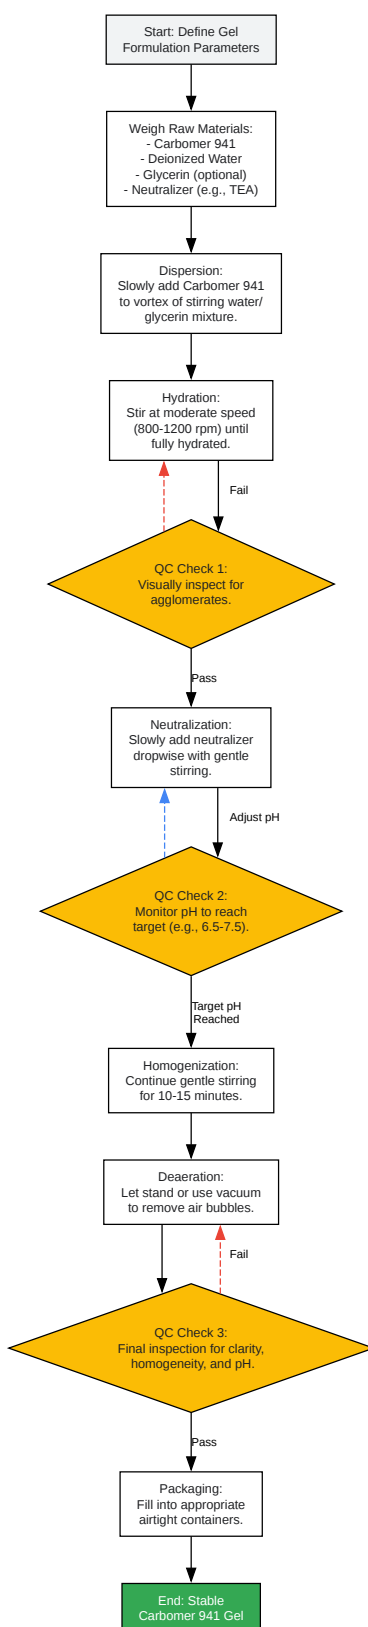 Start: Define Gel
Formulation Parameters
Weigh Raw Materials:
- Carbomer 941
- Deionized Water
- Glycerin (optional)
- Neutralizer (e.g., TEA)
Dispersion:
Slowly add Carbomer 941
to vortex of stirring water/
glycerin mixture.
Hydration:
Stir at moderate speed
(800-1200 rpm) until
fully hydrated.
Fail
QC Check 1:
Visually inspect for
agglomerates.
Pass
Neutralization:
Slowly add neutralizer
dropwise with gentle
stirring.
Adjust pH
QC Check 2:
Monitor pH to reach
target (e.g., 6.5-7.5).
Target pH
Reached
Homogenization:
Continue gentle stirring
for 10-15 minutes.
Deaeration:
Let stand or use vacuum
to remove air bubbles.
Fail
QC Check 3:
Final inspection for clarity,
homogeneity, and pH.
Pass
Packaging:
Fill into appropriate
airtight containers.
End: Stable
Carbomer 941 Gel